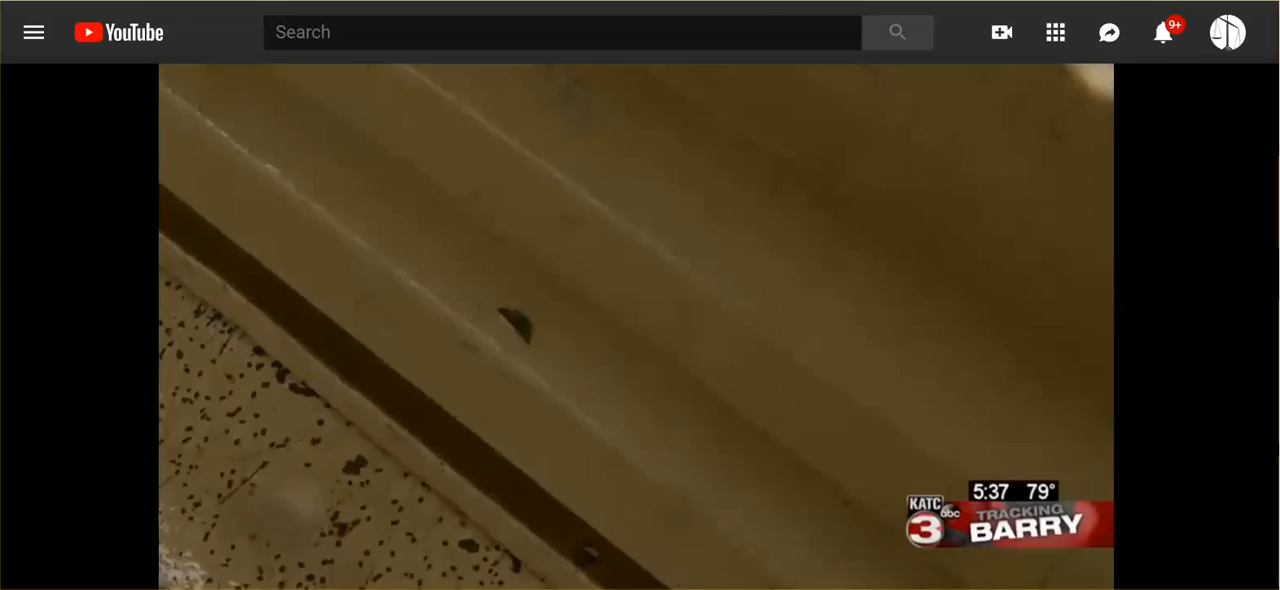 YouTube
Search
9+
5:37 79°
KATC
abc
3
TRACKING
BARRY